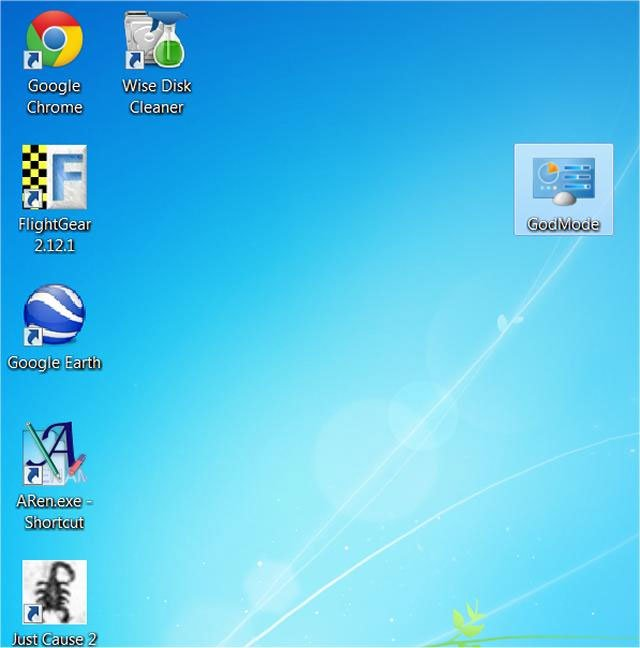 Google
Chrome
Wise Disk
Cleaner
FlightGear
2.12.1
GodMode
Google Earth
ARen.exe -
Shortcut
Just Cause 2